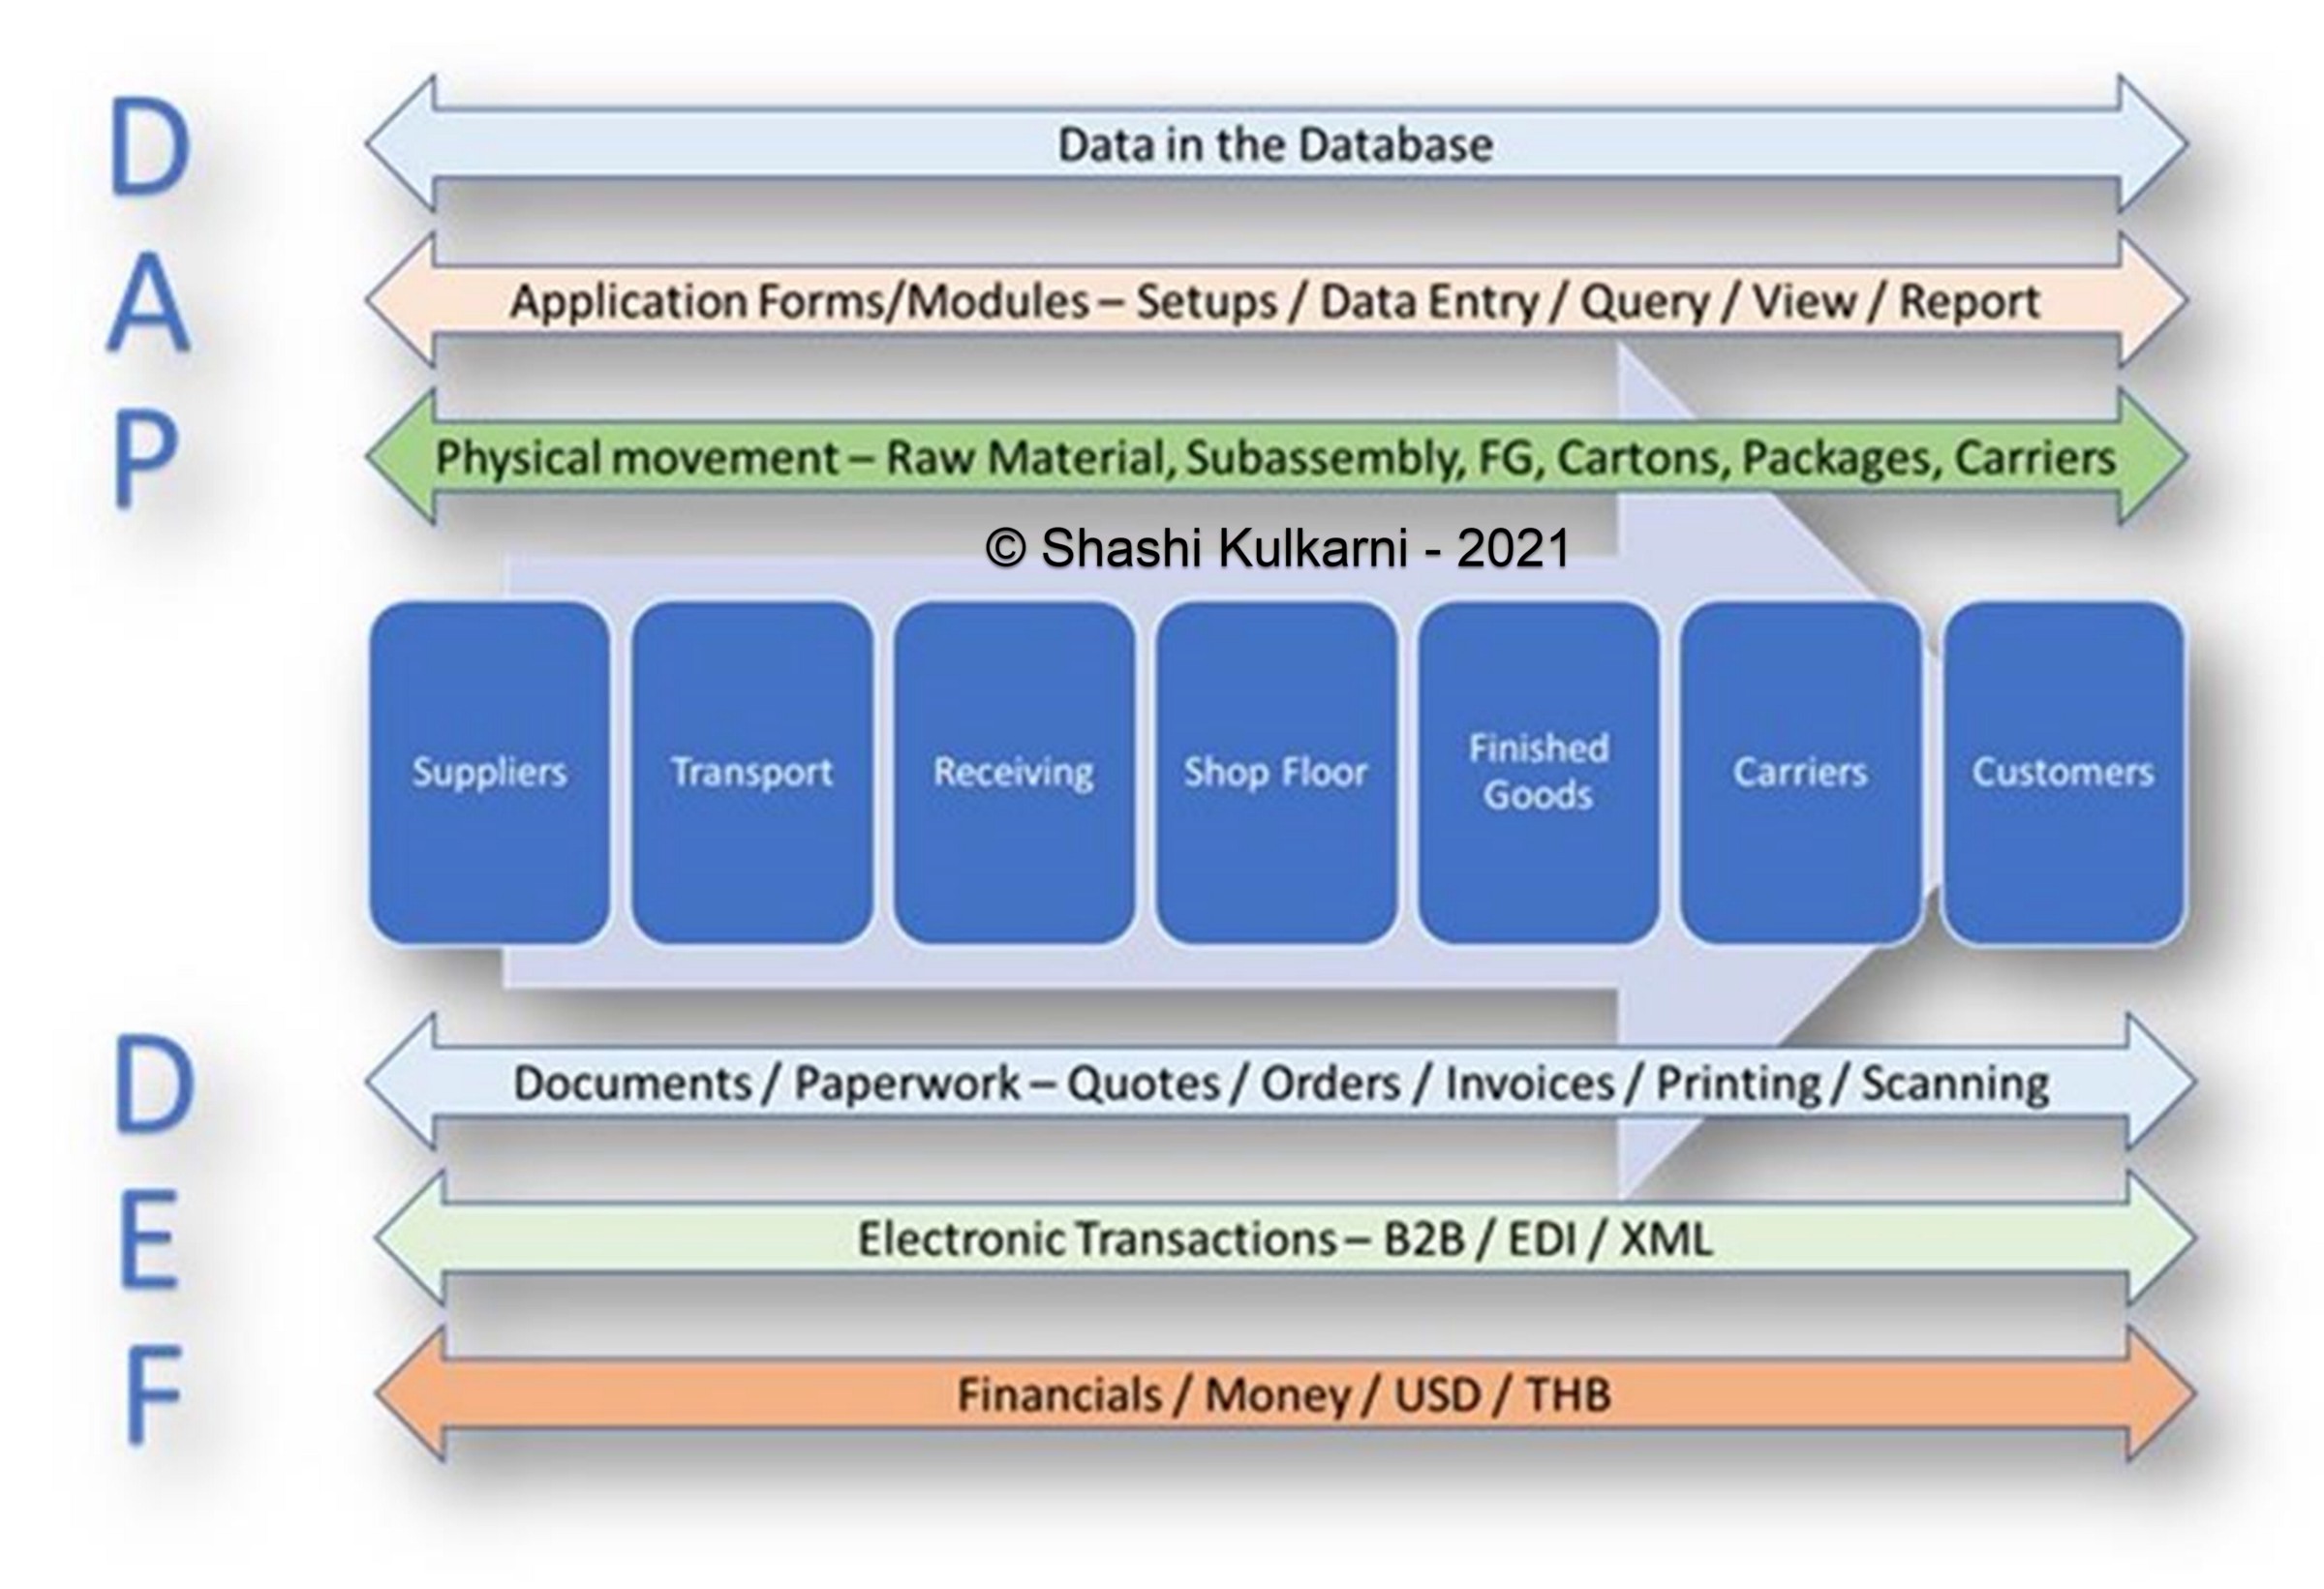 D
Data in the Database
A
Application Forms/Modules – Setups / Data Entry / Query / View / Report
P
Physical movement – Raw Material, Subassembly, FG, Cartons, Packages, Carriers
© Shashi Kulkarni - 2021
Suppliers
Transport
Receiving
Shop Floor
Finished
Goods
Carriers
Customers
D
Documents / Paperwork – Quotes / Orders / Invoices / Printing / Scanning
E
Electronic Transactions – B2B / EDI / XML
F
Financials / Money / USD / THB